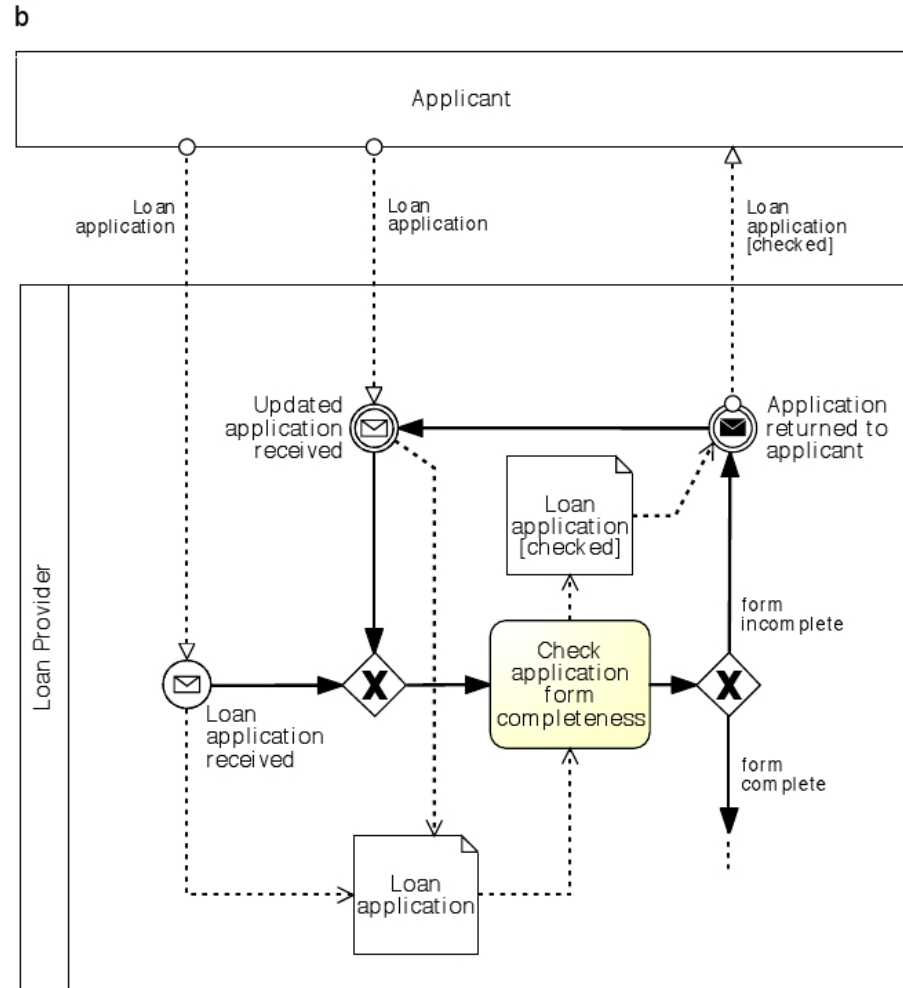 b
Applicant
Loan
application
Loan
application
Loan
application
[checked]
Updated
application
received
Application
returned to
applicant
Loan
application
[checked]
form
incomplete
Loan Provider
Check
application
form
completeness
X
X
Loan
application
received
form
complete
Loan
application